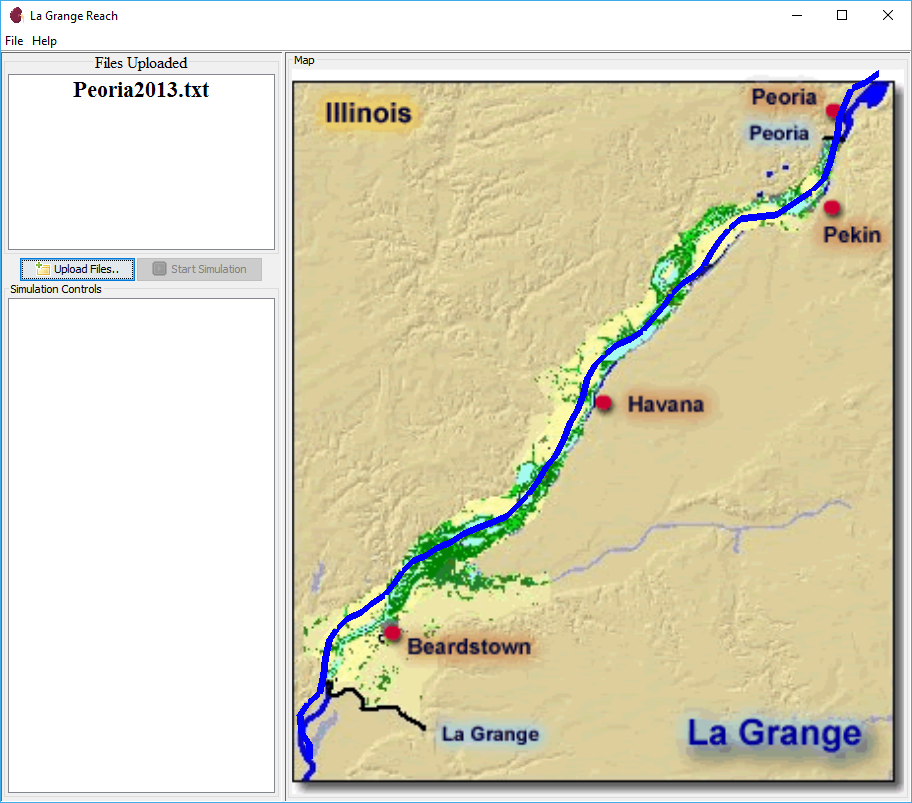 La Grange Reach
File Help
Files Uploaded
Peoria2013.txt
Upload Files..
Start Simulation
Simulation Controls
Map
Illinois
Peoria
Peoria
Pekin
Havana
Beardstown
La Grange
La Grange